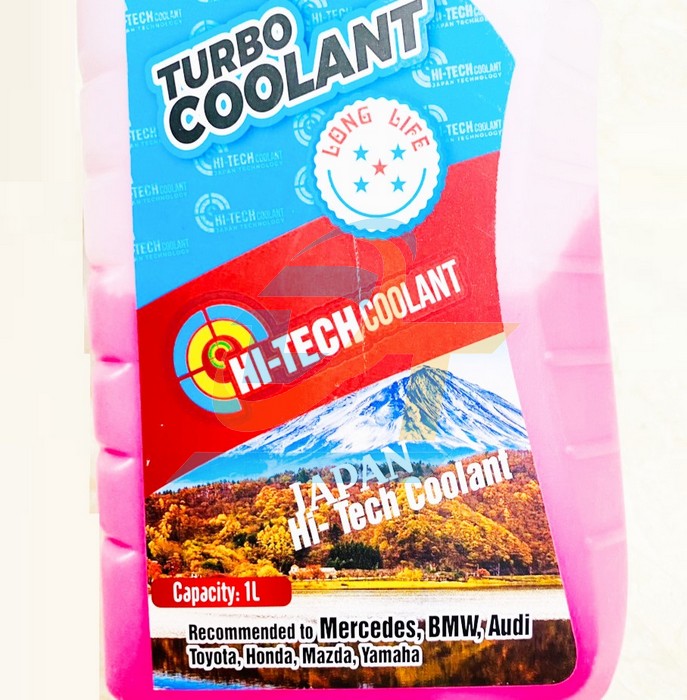 TURBO
COOLANT
LONG LIFE
HI-TECH COOLANT
JAPAN TECHNOLOGY
HI-TECH COOLANT
JAPAN
Hi-Tech Coolant
Capacity: 1L
Recommended to Mercedes, BMW, Audi
Toyota, Honda, Mazda, Yamaha